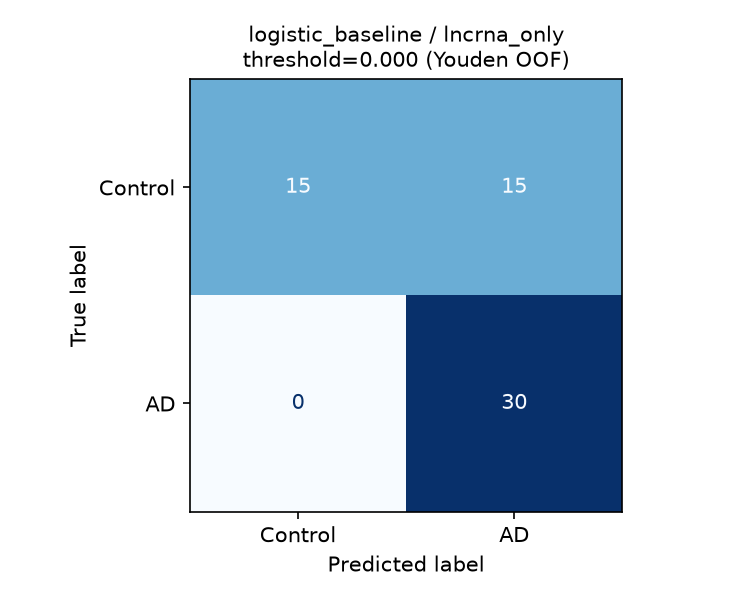 logistic_baseline / lncrna_only
threshold=0.000 (Youden OOF)
Control
15
15
True label
AD
0
30
Control
AD
Predicted label